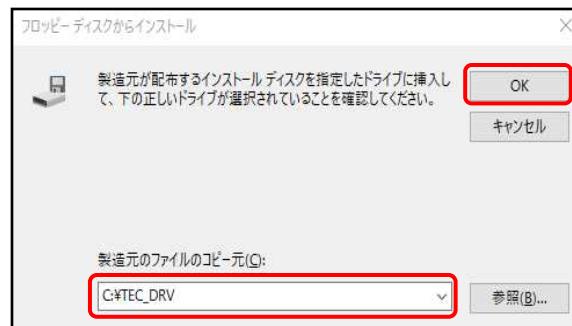 フロッピー ディスクからインストール
製造元が配布するインストール ディスクを指定したドライブに挿入し
て、下の正しいドライブが選択されていることを確認してください。
OK
キャンセル
製造元のファイルのコピー元(C):
C:¥TEC_DRV
参照(B)...